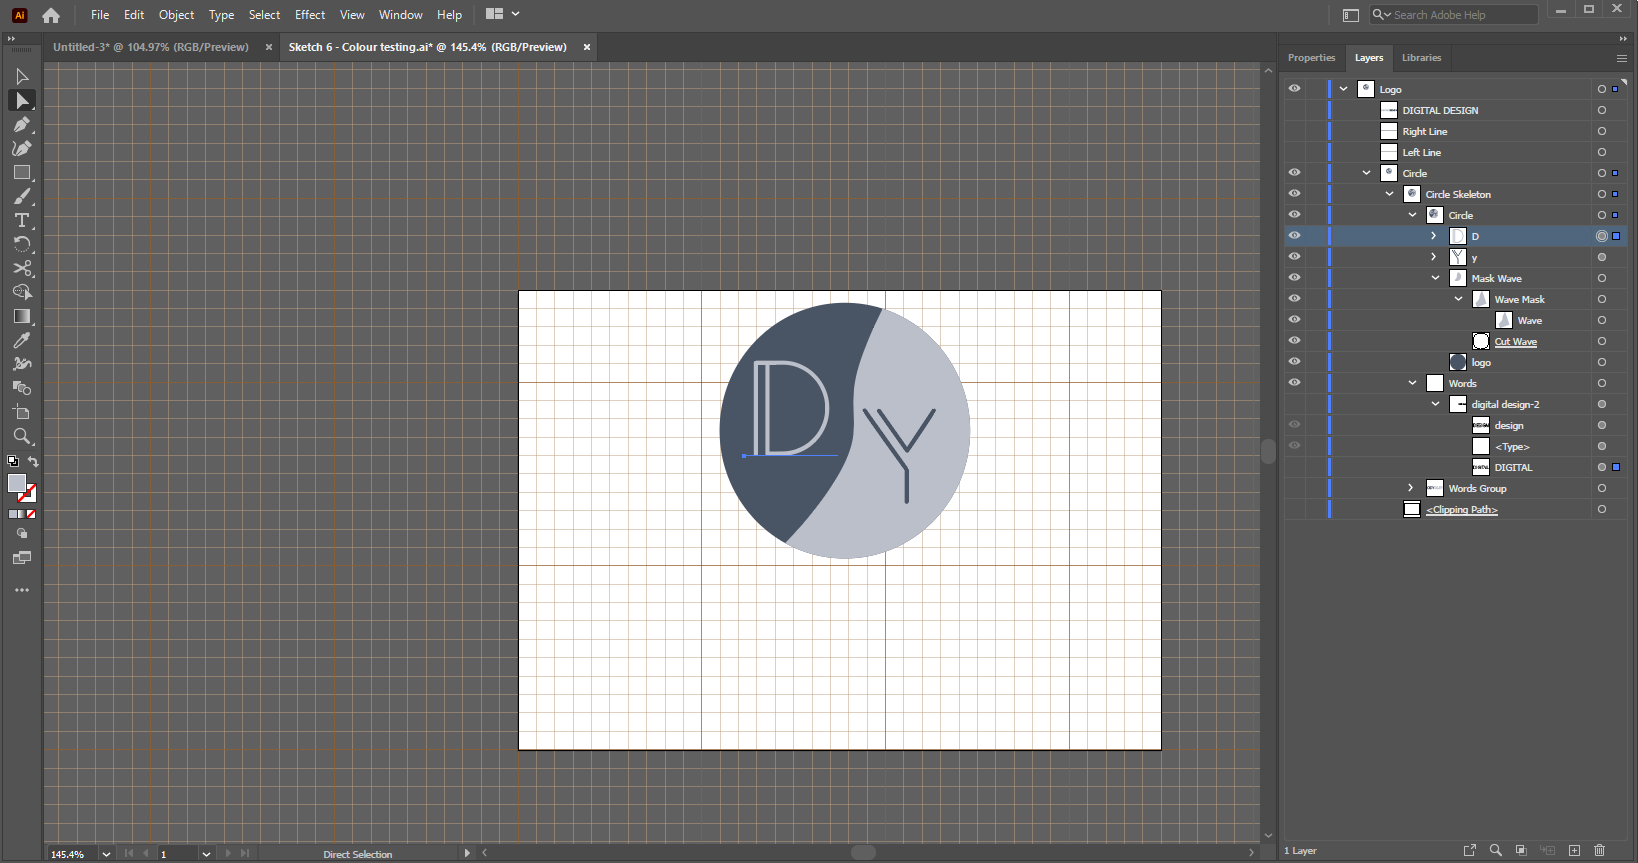 Ai File Edit Object Type Select Effect View Window Help Search Adobe Help
Untitled-3* @ 104.97% (RGB/Preview) × Sketch 6 - Colour testing.ai* @ 145.4% (RGB/Preview) ×
Properties Layers Libraries
Logo
DIGITAL DESIGN
Right Line
Left Line
Circle
Circle Skeleton
Circle
D
y
Mask Wave
Wave Mask
Wave
Cut Wave
logo
Words
digital design-2
design
<Type>
DIGITAL
Words Group
<Clipping Path>
D Y
145.4% 1 Direct Selection
1 Layer